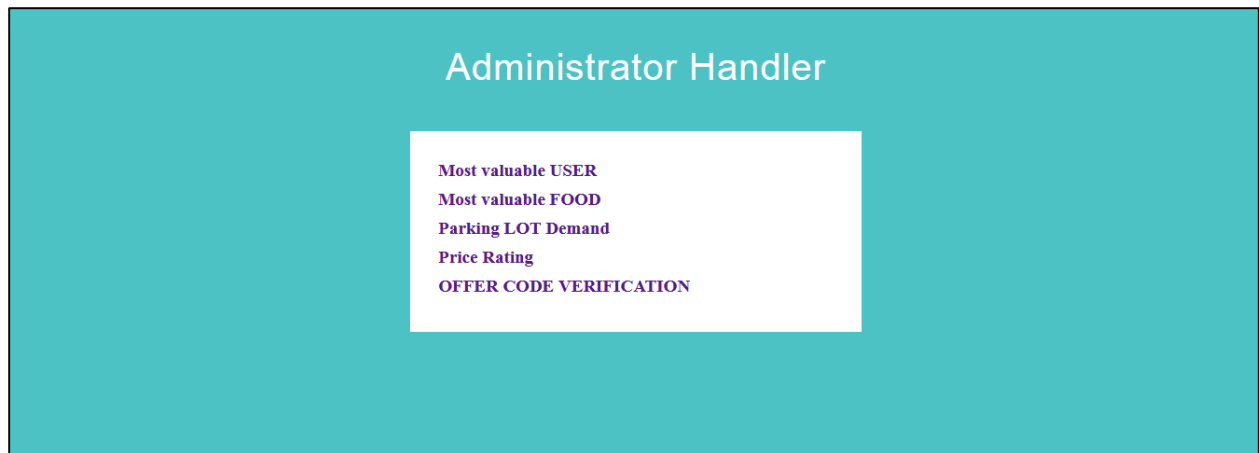 Administrator Handler
Most valuable USER
Most valuable FOOD
Parking LOT Demand
Price Rating
OFFER CODE VERIFICATION